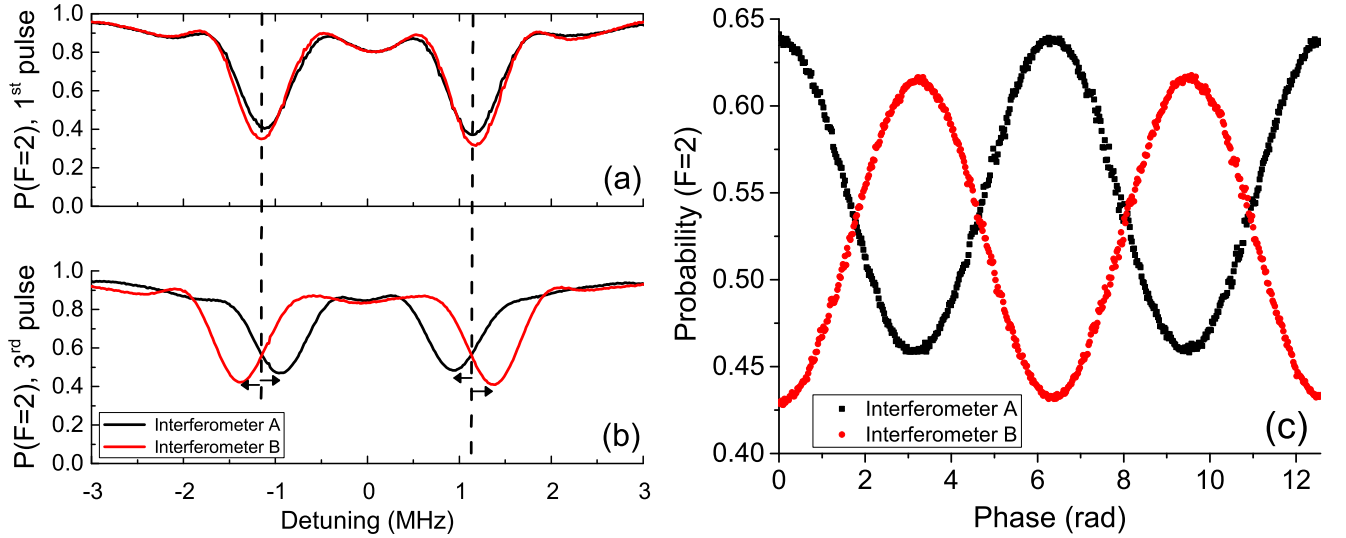 P(F=2), 1st pulse
1.0
0.8
0.6
0.4
0.2
0.0
(a)
P(F=2), 3rd pulse
1.0
0.8
0.6
0.4
0.2
0.0
Interferometer A
Interferometer B
(b)
-3 -2 -1 0 1 2 3
Detuning (MHz)
Probability (F=2)
0.65
0.60
0.55
0.50
0.45
0.40
Interferometer A
Interferometer B
(c)
0 2 4 6 8 10 12
Phase (rad)